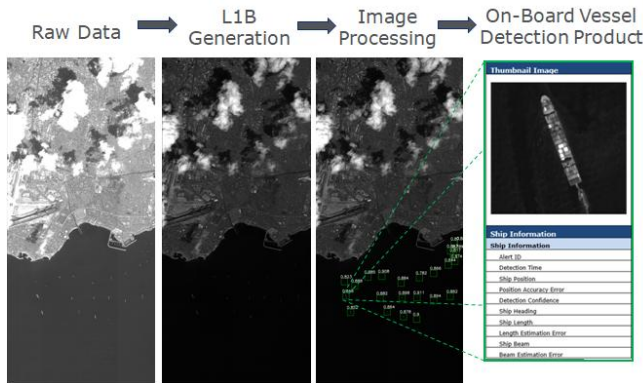 Raw Data
L1B
Generation
Image
Processing
On-Board Vessel
Detection Product
Thumbnail Image
Ship Information
Ship Information
Alert ID
Detection Time
Ship Position
Position Accuracy Error
Detection Confidence
Ship Heading
Ship Length
Length Estimation Error
Ship Beam
Beam Estimation Error